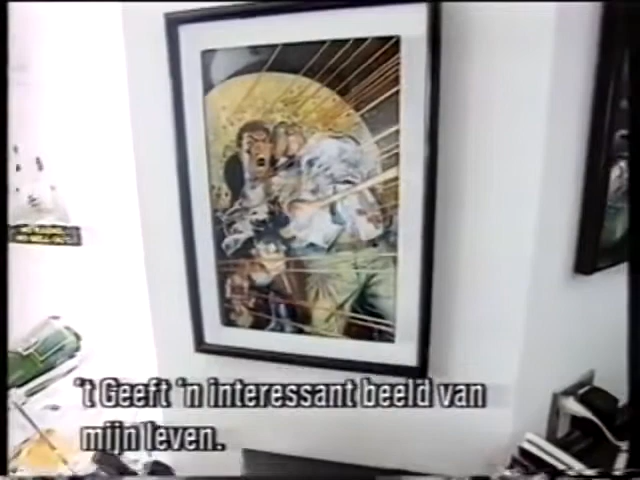 't Geeft 'n interessant beeld van
mijn leven.